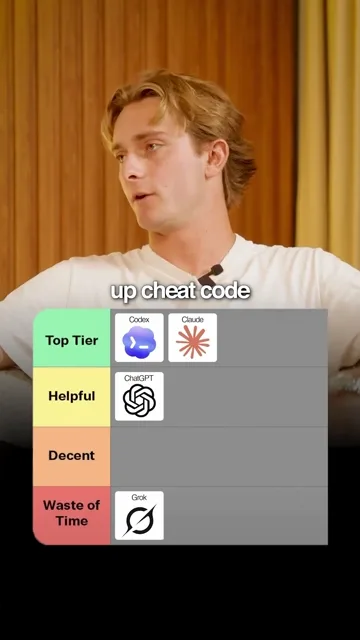 up cheat code
Codex
Claude
Top Tier
ChatGPT
Helpful
Decent
Grok
Waste of
Time